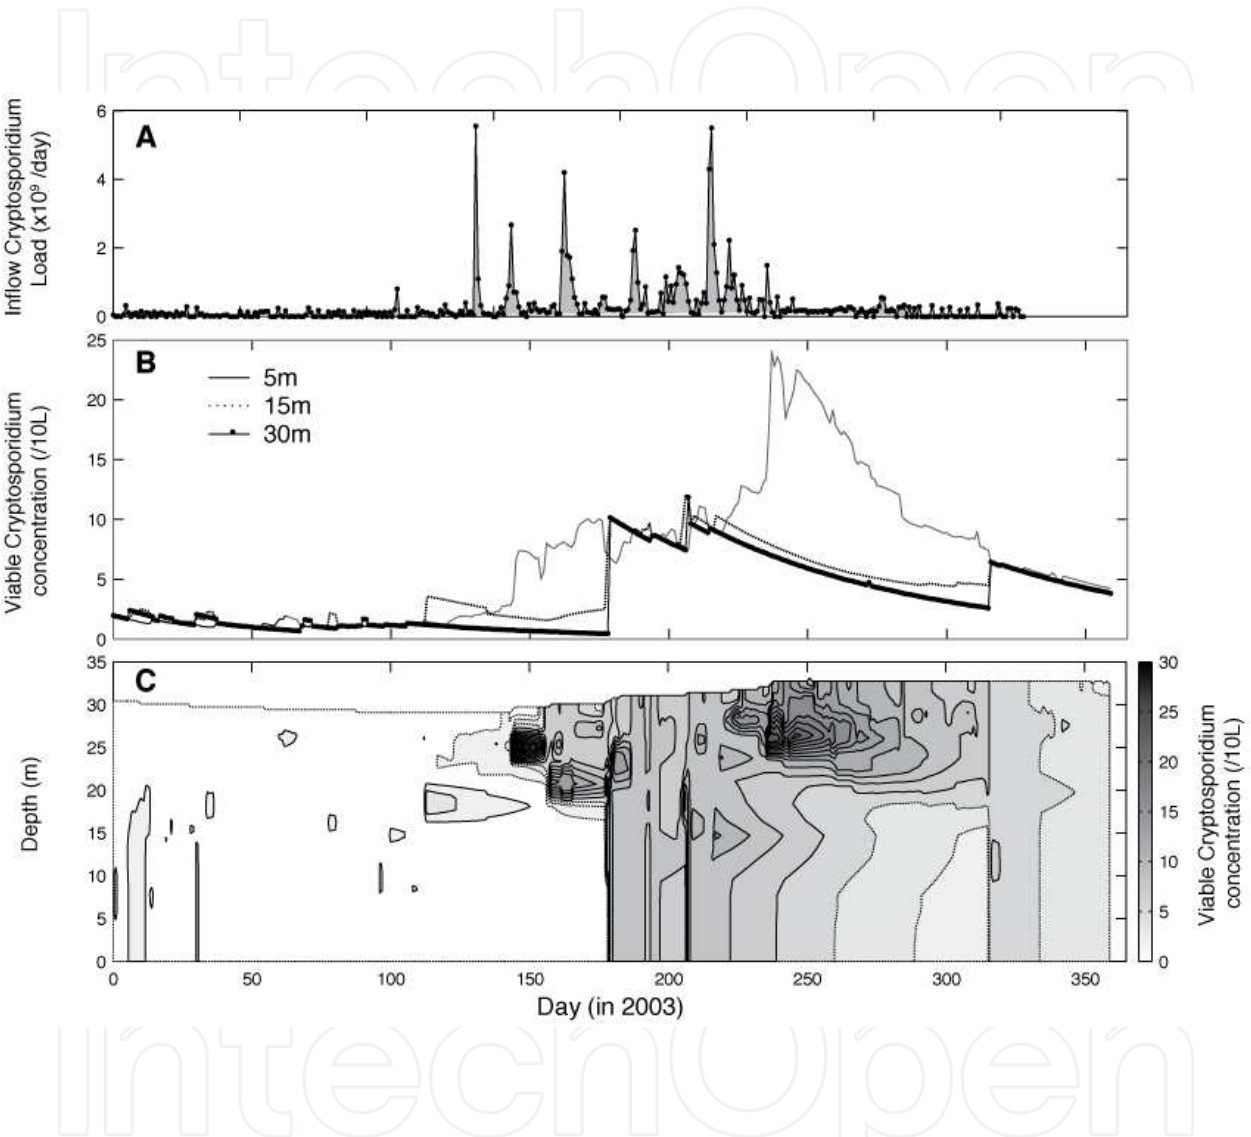 IntechOpen
A
Inflow Cryptosporidium
Load (x10⁹ /day)
6
4
2
0
B
5m
15m
30m
Viable Cryptosporidium
concentration (/10L)
25
20
15
10
5
0
C
Depth (m)
35
30
25
20
15
10
5
0
0 50 100 150 200 250 300 350
Day (in 2003)
30
25
20
15
10
5
0
Viable Cryptosporidium
concentration (/10L)
IntechOpen